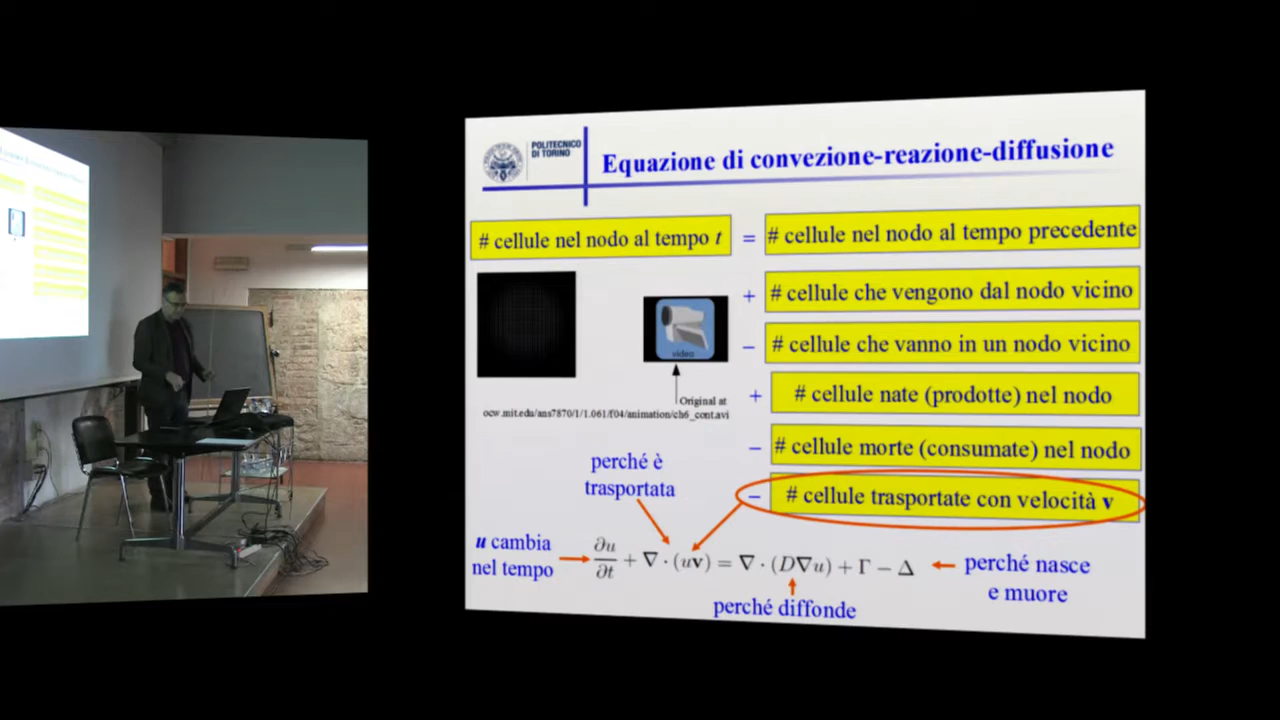 POLITECNICO
DI TORINO
Equazione di convezione-reazione-diffusione
# cellule nel nodo al tempo t = # cellule nel nodo al tempo precedente
+ # cellule che vengono dal nodo vicino
− # cellule che vanno in un nodo vicino
+ # cellule nate (prodotte) nel nodo
− # cellule morte (consumate) nel nodo
− # cellule trasportate con velocità v
video
Original at
ocw.mit.edu/ans7870/1/1.061/f04/animation/ch6_cont.avi
perché è
trasportata
u cambia
nel tempo
∂u/∂t + ∇ · (uv) = ∇ · (D∇u) + Γ − Δ
perché nasce
e muore
perché diffonde